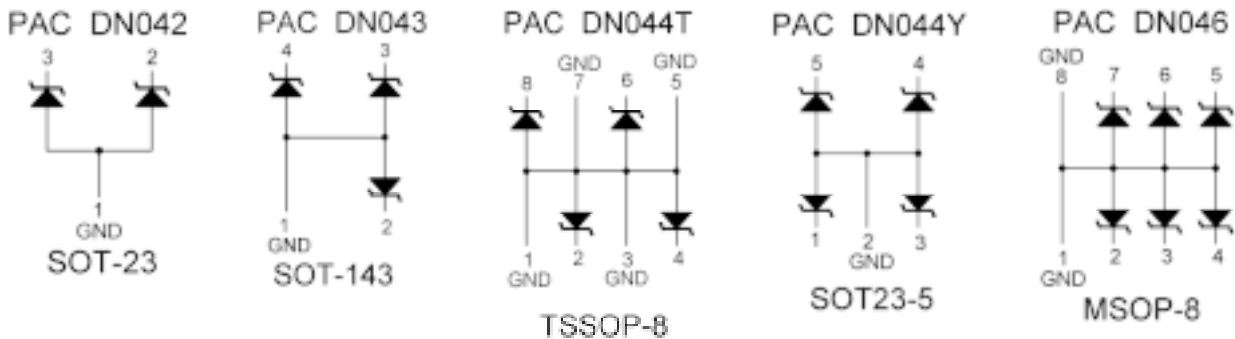 PAC DN042
3 2
1
GND
SOT-23
PAC DN043
4 3
1 2
GND
SOT-143
PAC DN044T
GND GND
8 7 6 5
1 2 3 4
GND GND
TSSOP-8
PAC DN044Y
5 4
1 2 3
GND
SOT23-5
PAC DN046
GND
8 7 6 5
1 2 3 4
GND
MSOP-8